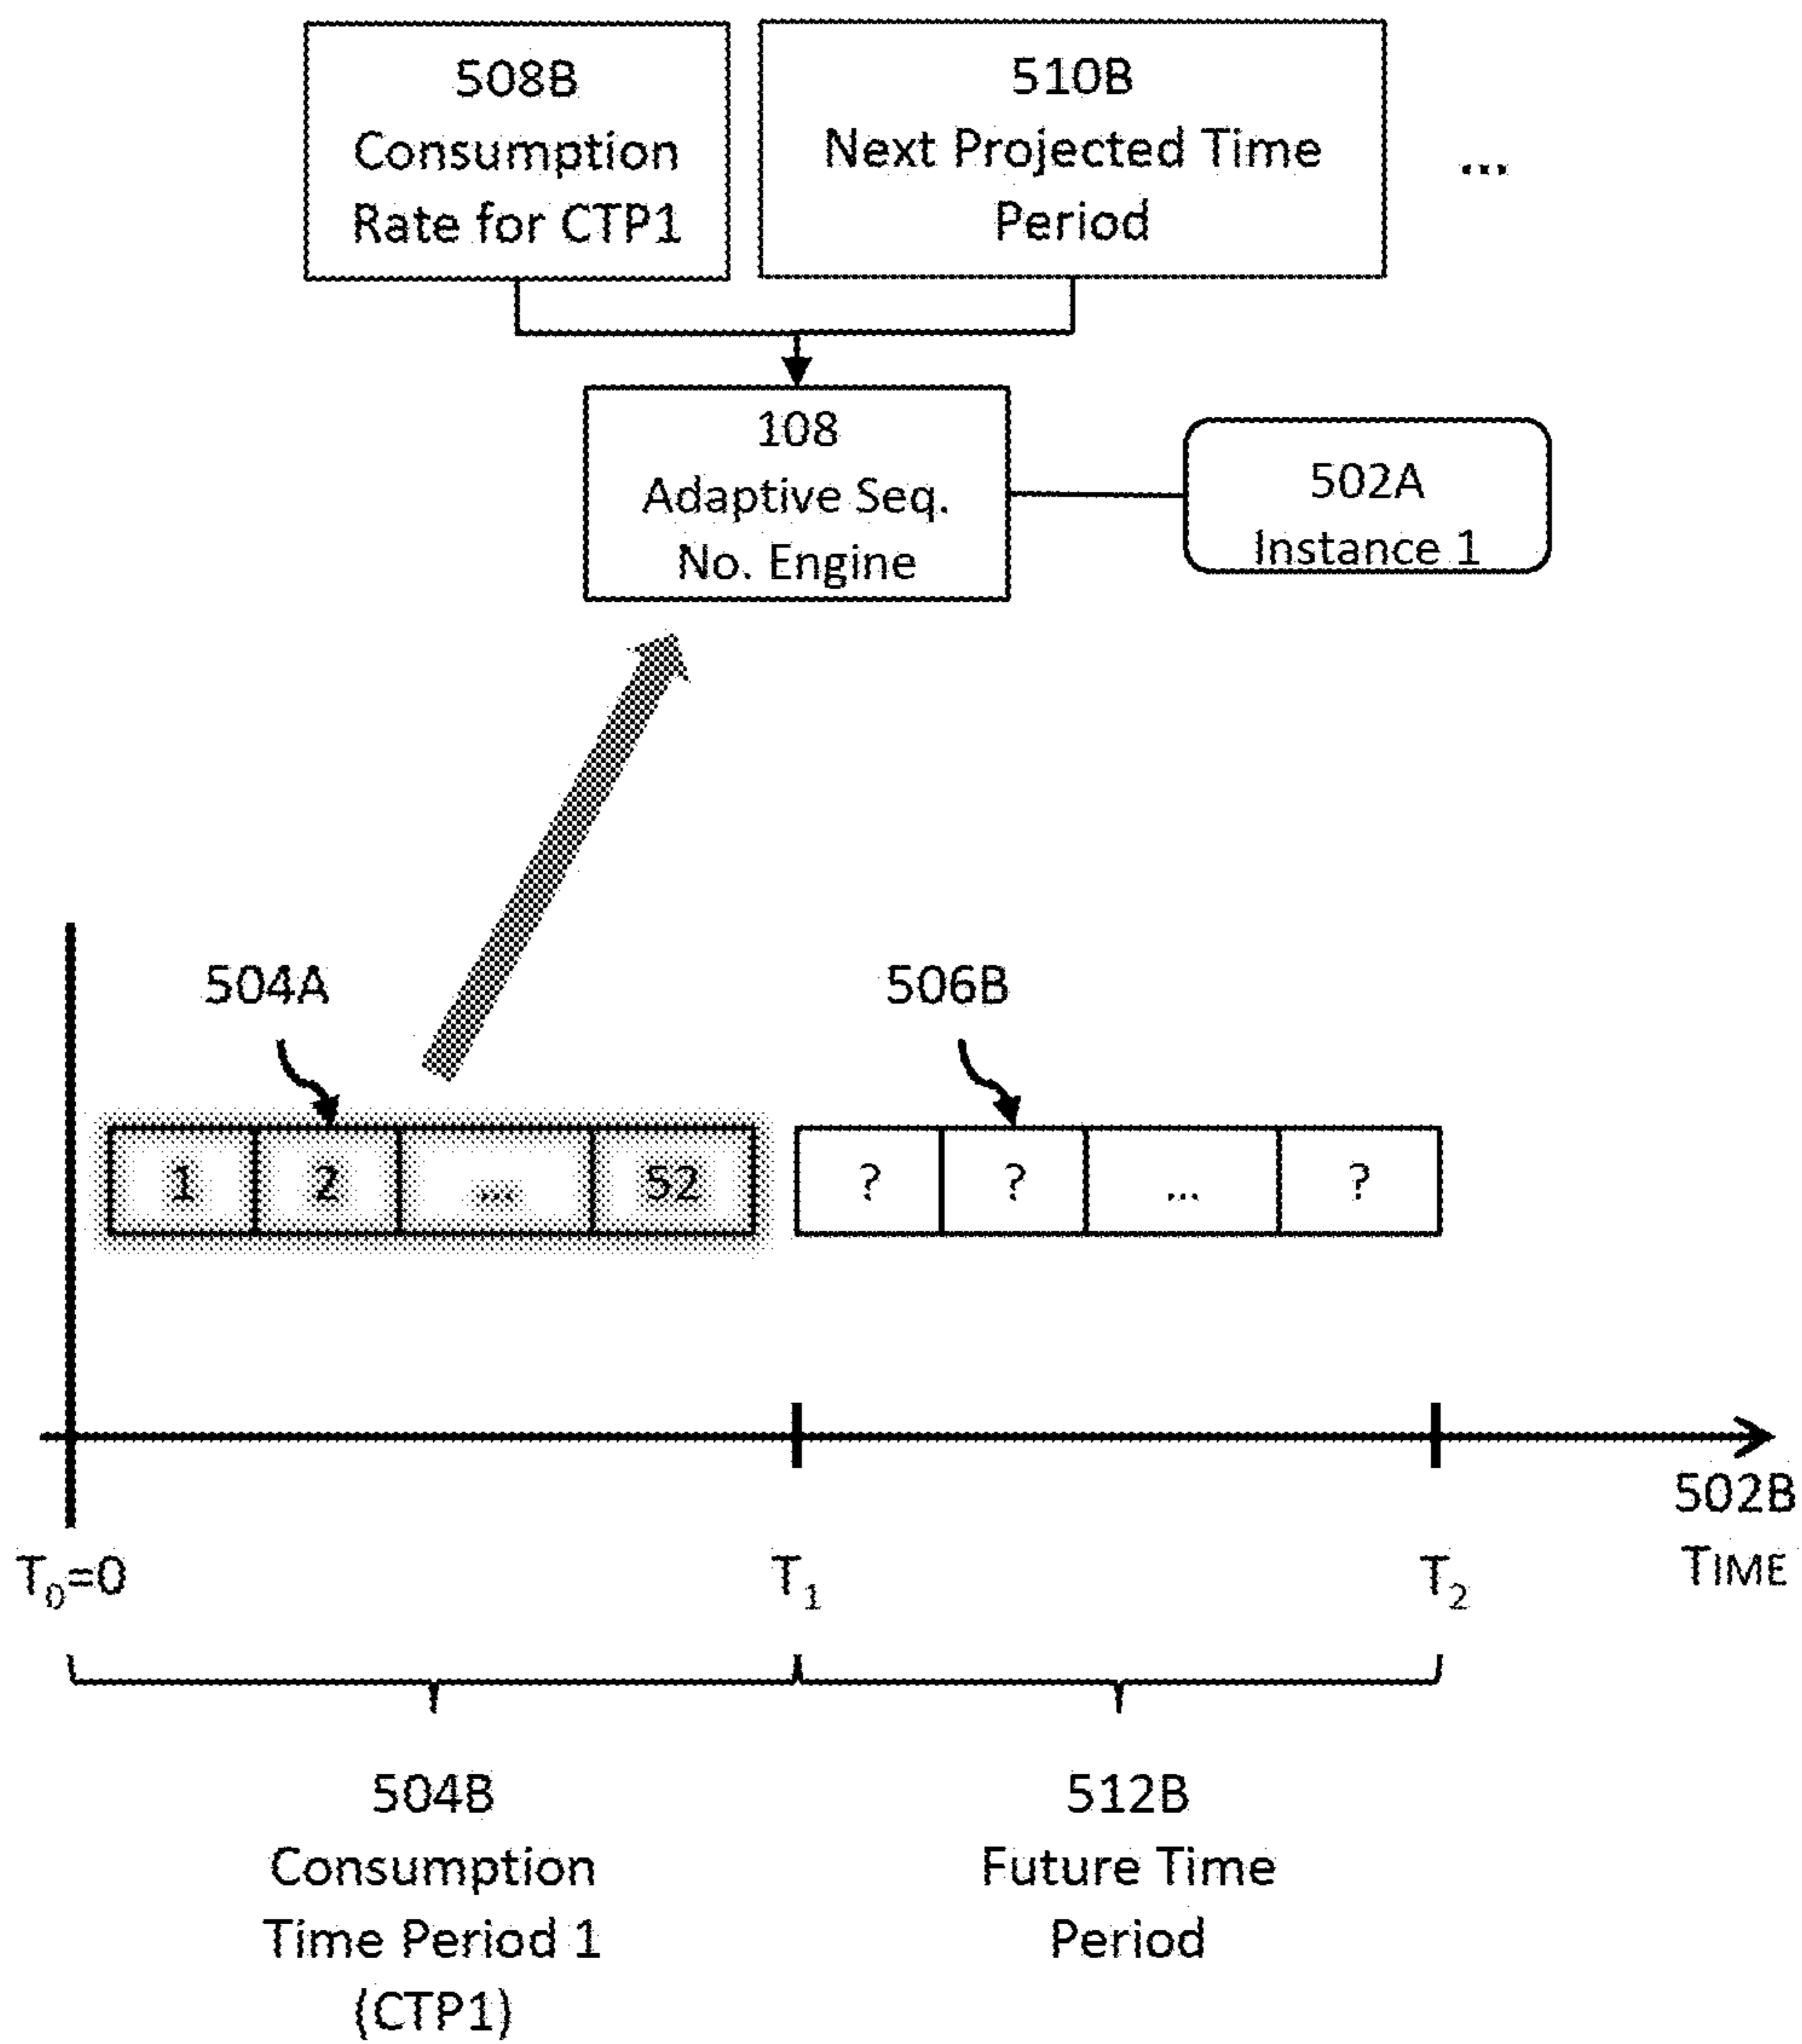 508B
Consumption
Rate for CTP1
510B
Next Projected Time
Period
...
108
Adaptive Seq.
No. Engine
502A
Instance 1
504A
506B
1 2 ... 52
? ? ... ?
502B
TIME
T₀=0
T₁
T₂
504B
Consumption
Time Period 1
(CTP1)
512B
Future Time
Period